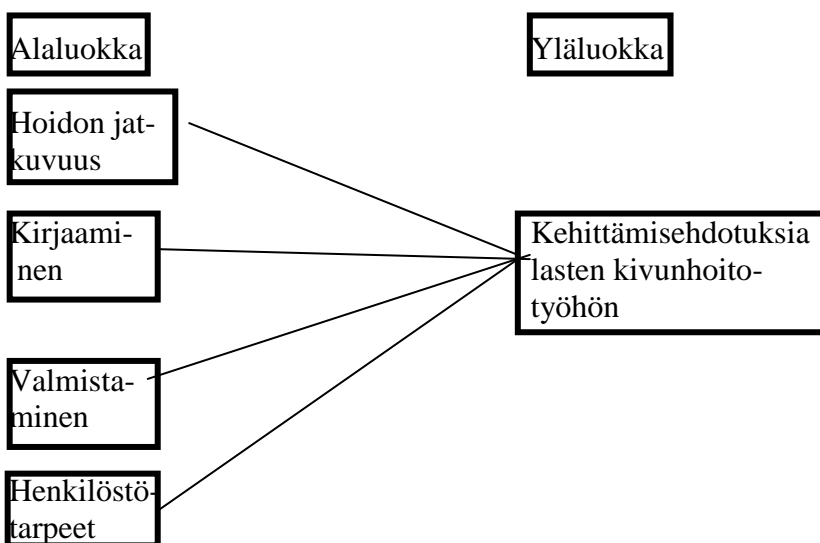 Alaluokka
Yläluokka
Hoidon jat-
kuvuus
Kirjaami-
nen
Kehittämisehdotuksia
lasten kivunhoito-
työhön
Valmista-
minen
Henkilöstö-
tarpeet